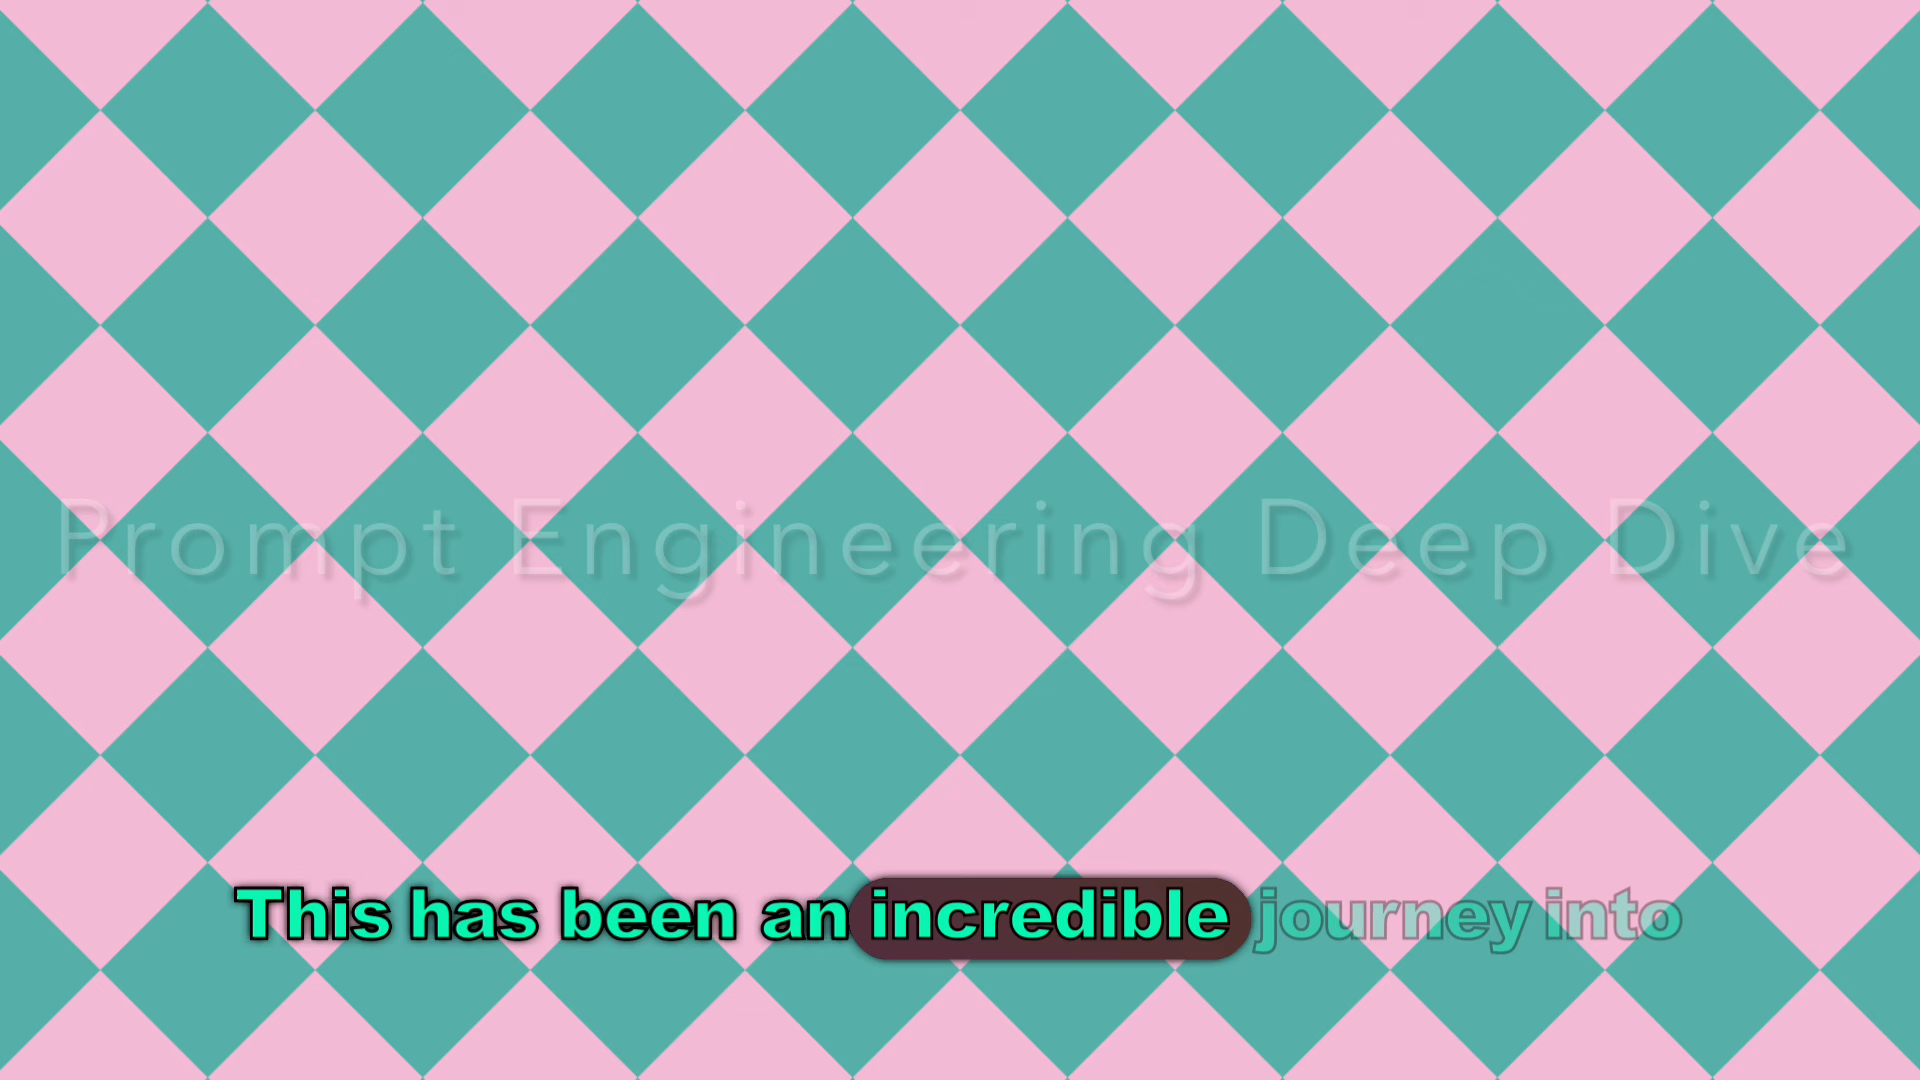 Prompt Engineering Deep Dive
This has been an incredible journey into